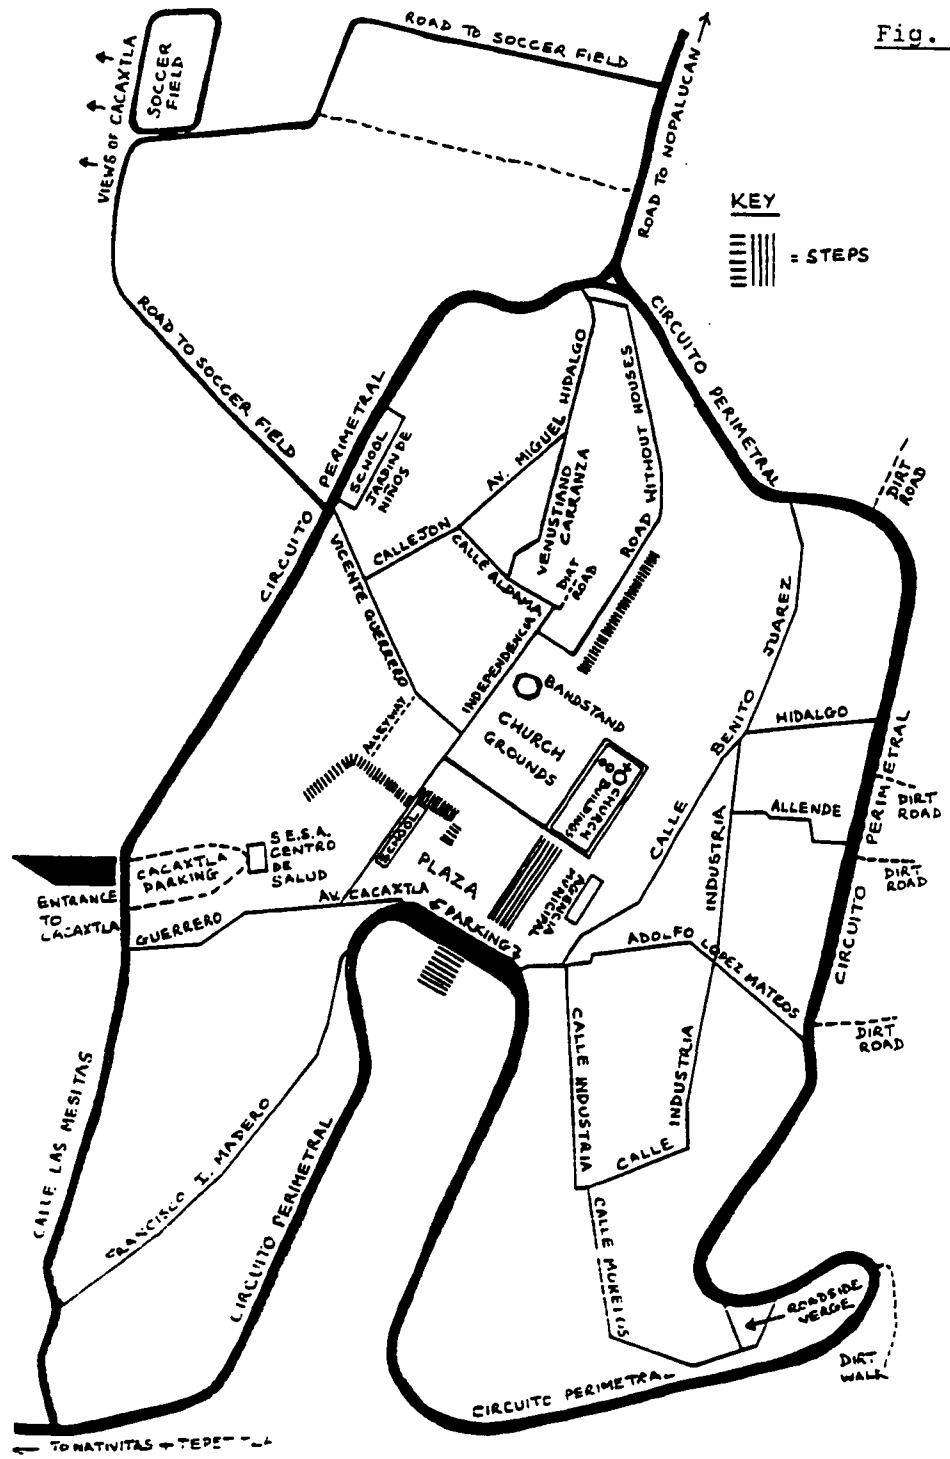 Fig.
ROAD TO SOCCER FIELD
SOCCER
FIELD
VIEWS OF CACAXTLA
ROAD TO NOPALUCAN
KEY
= STEPS
ROAD TO SOCCER FIELD
CIRCUITO PERIMETRAL
CIRCUITO PERIMETRAL
SCHOOL
JARDIN DE
NIÑOS
AV. MIGUEL HIDALGO
VENUSTIANO
CARRANZA
ROAD WITHOUT HOUSES
DIRT
ROAD
CALLEJON
CALLE ALDAMA
DIRT
ROAD
VICENTE GUERRERO
INDEPENDENCIA
JUAREZ
BENITO
CALLE
BANDSTAND
CHURCH
GROUNDS
ALLEYWAY
CHURCH
BUILDINGS
HIDALGO
ALLENDE
INDUSTRIA
CIRCUITO PERIMIETRAL
DIRT
ROAD
DIRT
ROAD
SCHOOL
PLAZA
S.E.S.A.
CENTRO
DE
SALUD
CACAXTLA
PARKING
ENTRANCE
TO
CACAXTLA
GUERRERO
AV. CACAXTLA
PARKING
AGENCIA
MUNICIPAL
ADOLFO LOPEZ MATEOS
DIRT
ROAD
CALLE INDUSTRIA
CALLE INDUSTRIA
CALLE LAS MESITAS
FRANCISCO I. MADERO
CIRCUITO PERIMETRAL
CALLE
ROADSIDE
VERGE
DIRT
WALK
CIRCUITO PERIMETRAL
TO NATIVITAS +